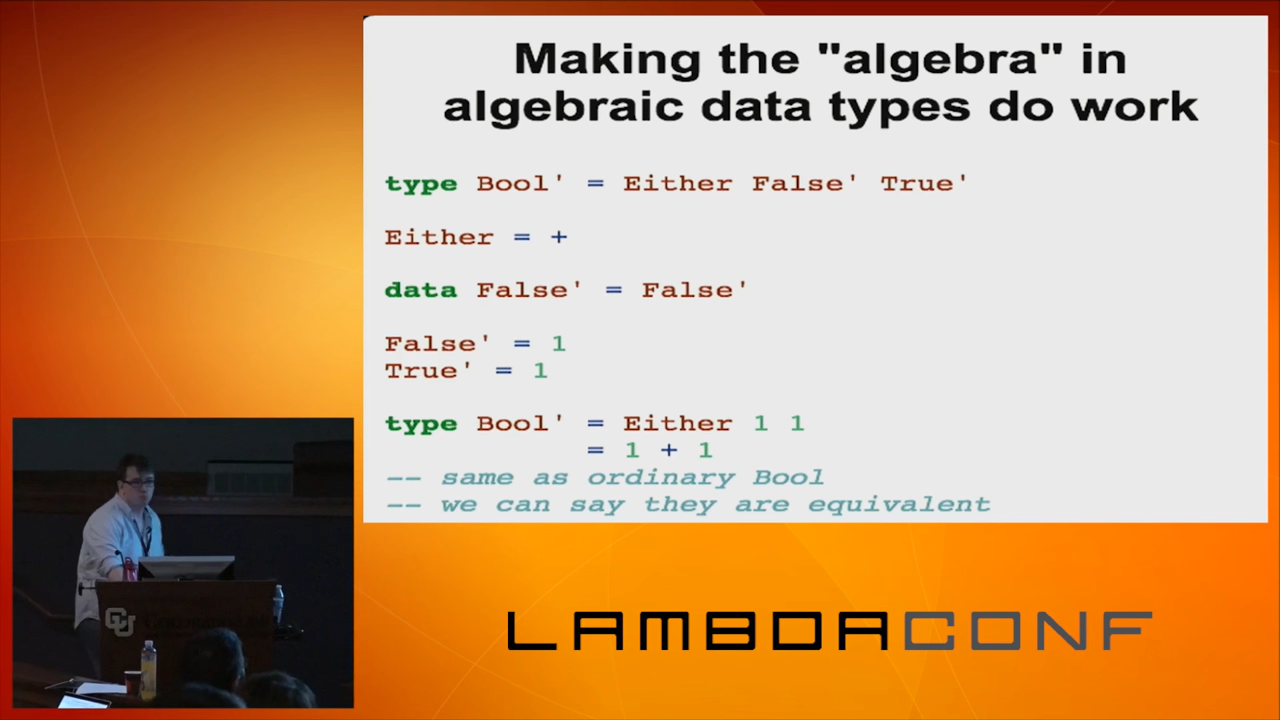 Making the "algebra" in
algebraic data types do work
type Bool' = Either False' True'
Either = +
data False' = False'
False' = 1
True' = 1
type Bool' = Either 1 1
= 1 + 1
-- same as ordinary Bool
-- we can say they are equivalent
CU
LAMBDACONF